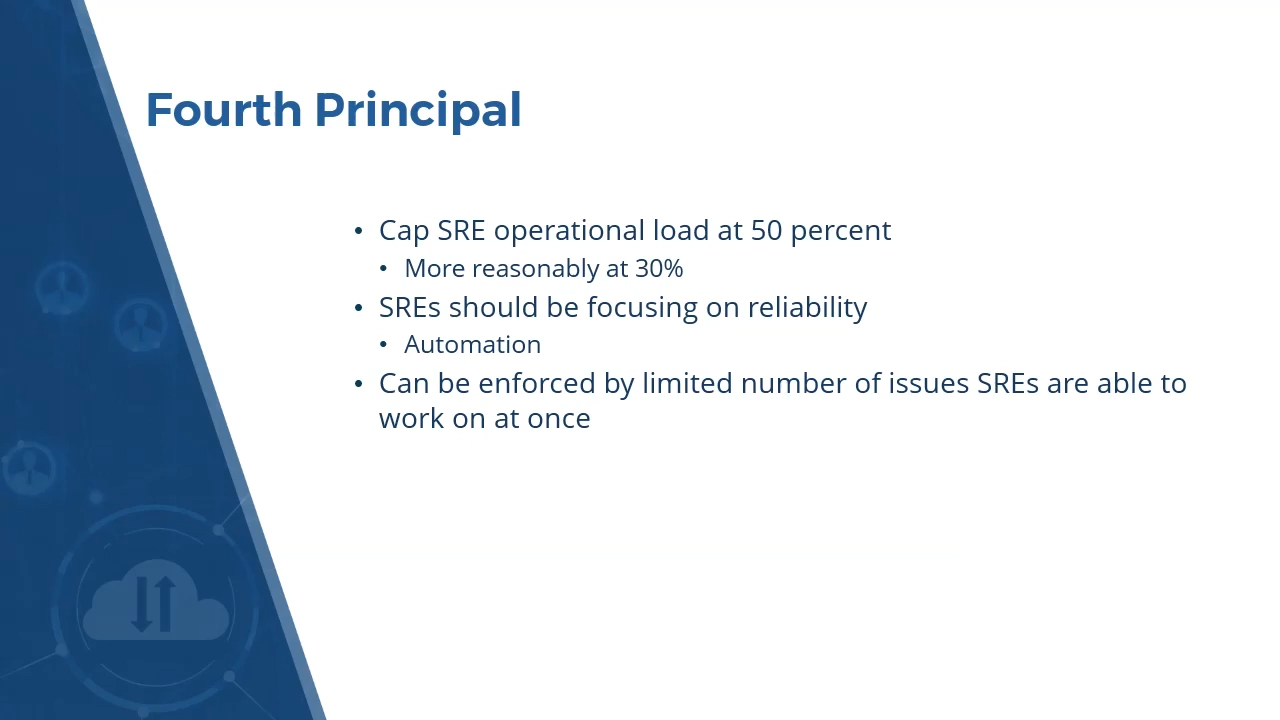 Fourth Principal
• Cap SRE operational load at 50 percent
• More reasonably at 30%
• SREs should be focusing on reliability
• Automation
• Can be enforced by limited number of issues SREs are able to
work on at once